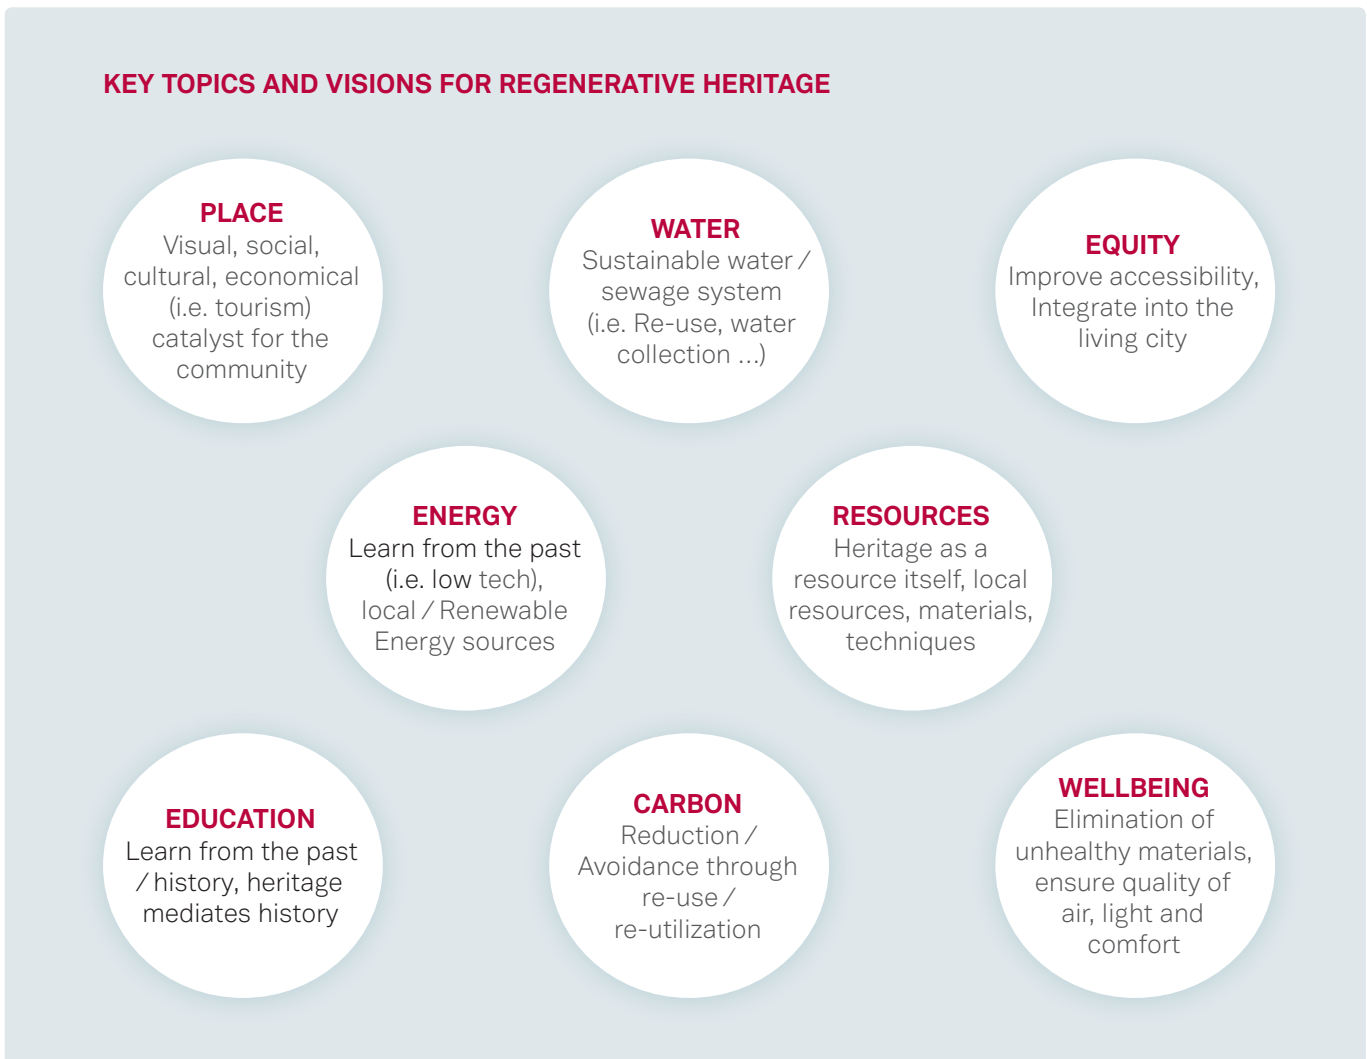 KEY TOPICS AND VISIONS FOR REGENERATIVE HERITAGE
PLACE
Visual, social,
cultural, economical
(i.e. tourism)
catalyst for the
community
WATER
Sustainable water /
sewage system
(i.e. Re-use, water
collection ...)
EQUITY
Improve accessibility,
Integrate into the
living city
ENERGY
Learn from the past
(i.e. low tech),
local / Renewable
Energy sources
RESOURCES
Heritage as a
resource itself, local
resources, materials,
techniques
EDUCATION
Learn from the past
/ history, heritage
mediates history
CARBON
Reduction /
Avoidance through
re-use /
re-utilization
WELLBEING
Elimination of
unhealthy materials,
ensure quality of
air, light and
comfort